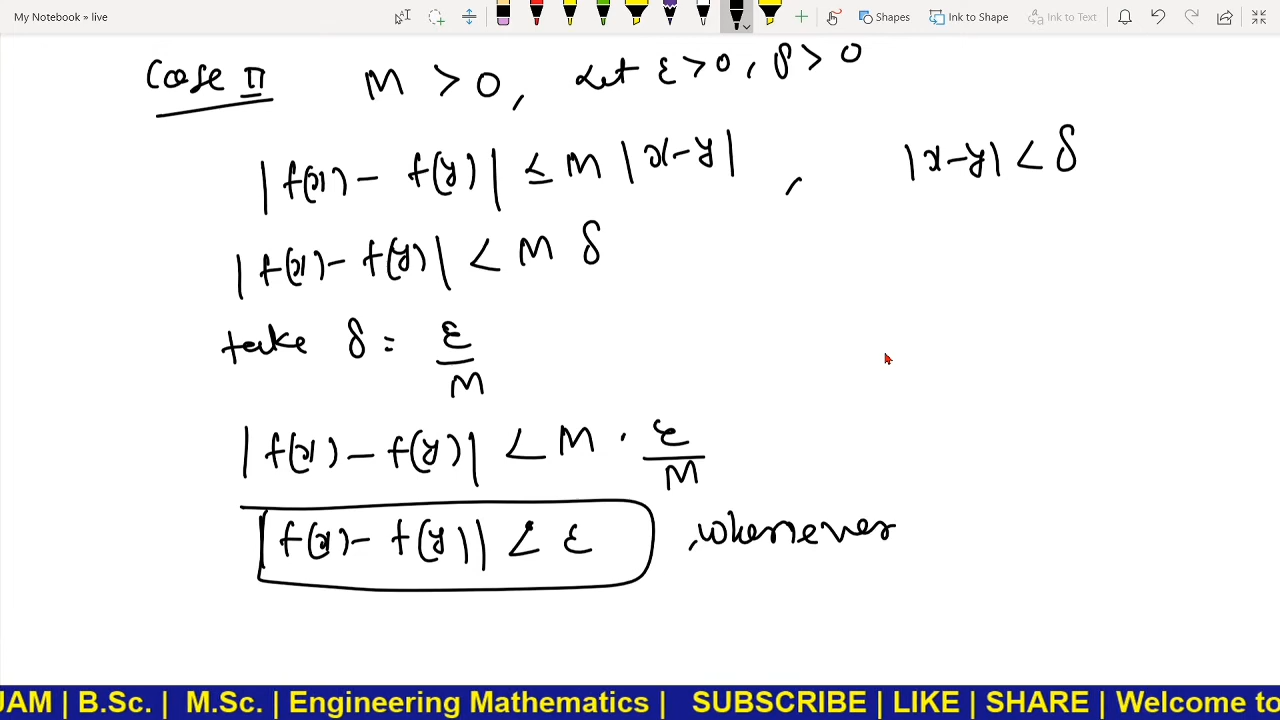 My Notebook » live
Shapes
Ink to Shape
Ink to Text
Case II M > 0, Let ε > 0, δ > 0
|f(x) - f(y)| ≤ M |x-y| , |x-y| < δ
|f(x) - f(y)| < M δ
take δ = ε/M
|f(x) - f(y)| < M · ε/M
|f(x) - f(y)| < ε , whenever
JAM | B.Sc. | M.Sc. | Engineering Mathematics | SUBSCRIBE | LIKE | SHARE | Welcome to